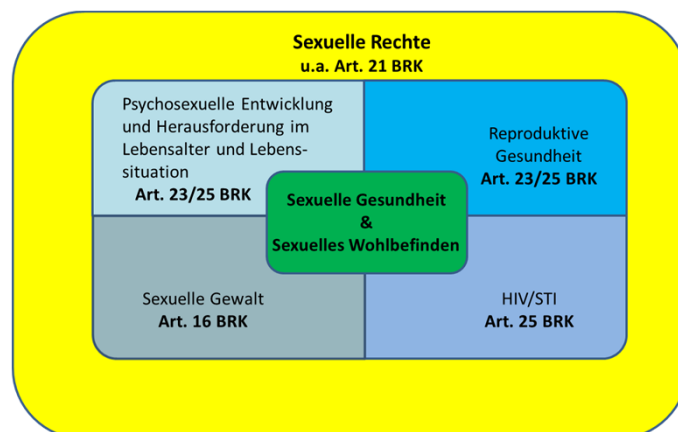 Sexuelle Rechte
u.a. Art. 21 BRK
Psychosexuelle Entwicklung
und Herausforderung im
Lebensalter und Lebens-
situation
Art. 23/25 BRK
Reproduktive
Gesundheit
Art. 23/25 BRK
Sexuelle Gesundheit
&
Sexuelles Wohlbefinden
Sexuelle Gewalt
Art. 16 BRK
HIV/STI
Art. 25 BRK